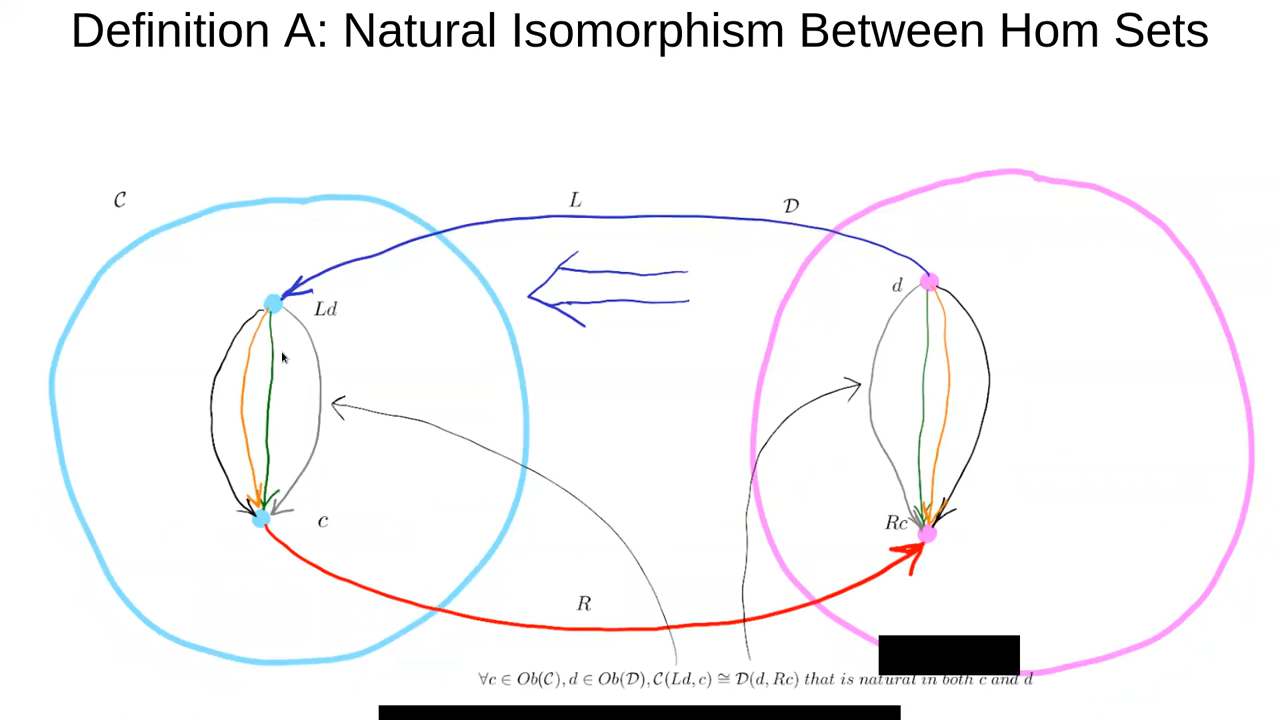 Definition A: Natural Isomorphism Between Hom Sets
𝒞
L
𝒟
d
Ld
c
Rc
R
∀c ∈ Ob(𝒞), d ∈ Ob(𝒟), 𝒞(Ld, c) ≅ 𝒟(d, Rc) that is natural in both c and d